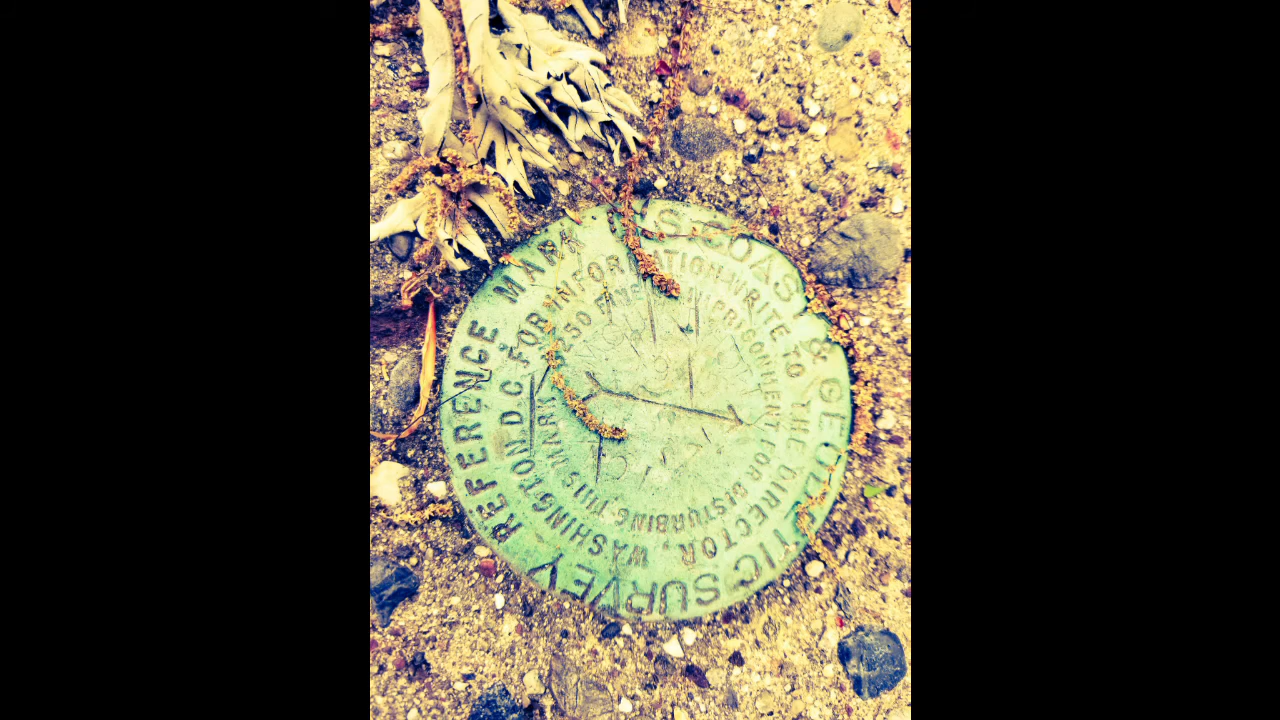 U.S. COAST & GEODETIC SURVEY
REFERENCE MARK
FOR INFORMATION WRITE TO THE DIRECTOR, WASHINGTON, D.C.
$250 FINE OR IMPRISONMENT FOR DISTURBING THIS MARK